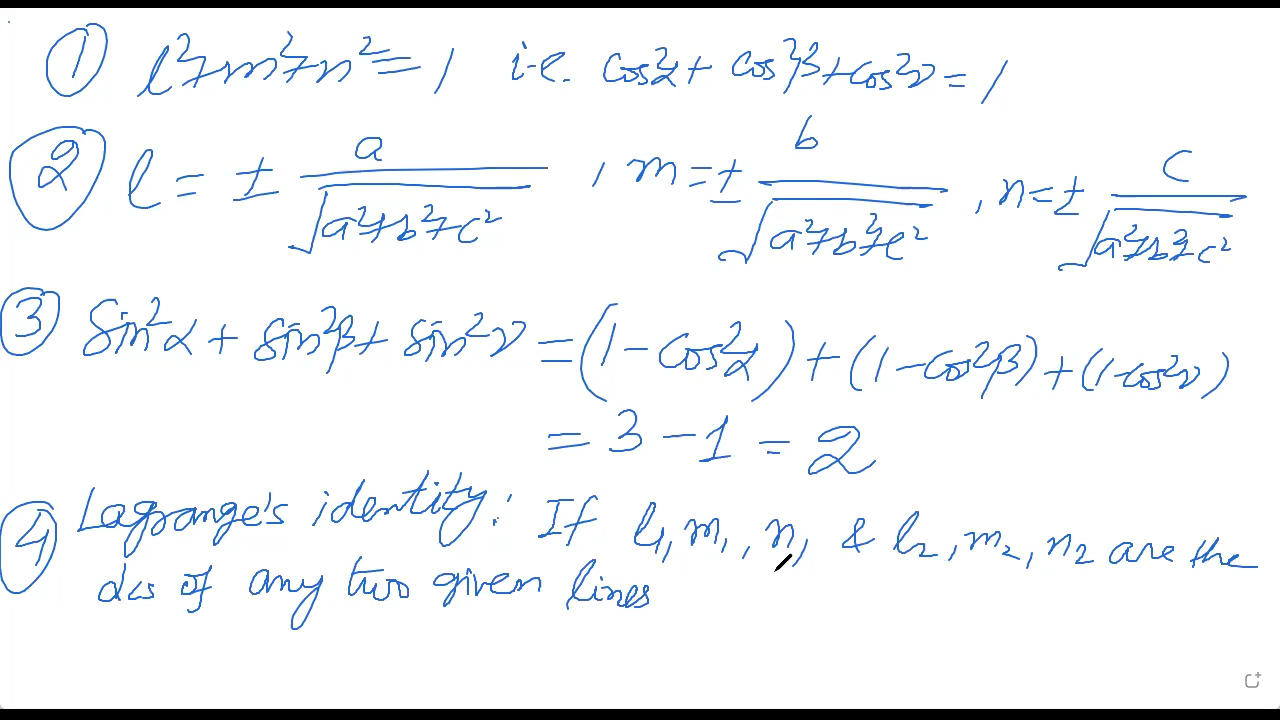 ① l²+m²+n²=1 i.e. cos²α + cos²β + cos²γ = 1
② l = ± a/√(a²+b²+c²) , m = ± b/√(a²+b²+c²) , n = ± c/√(a²+b²+c²)
③ Sin²α + sin²β + sin²γ = (1-cos²α) + (1-cos²β) + (1-cos²γ)
= 3 - 1 = 2
④ Lagrange's identity: If l₁, m₁, n₁ & l₂, m₂, n₂ are the
dcs of any two given lines